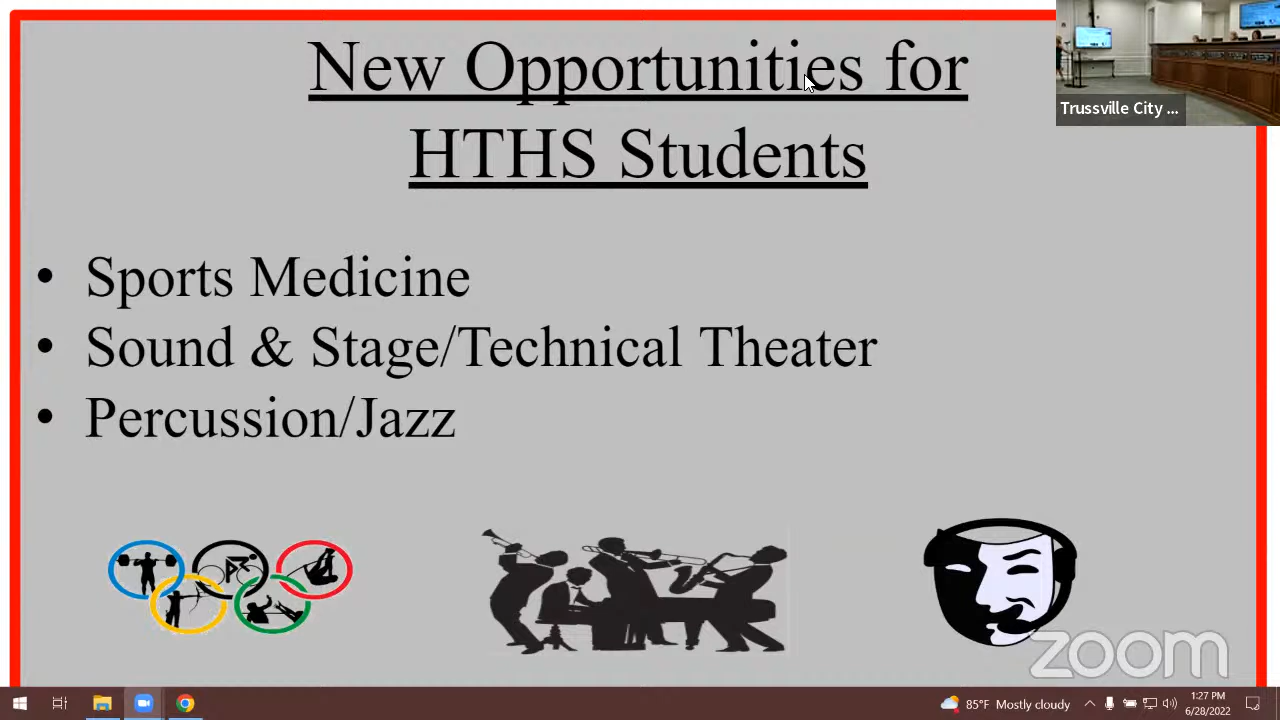 New Opportunities for
HTHS Students
• Sports Medicine
• Sound & Stage/Technical Theater
• Percussion/Jazz
Trussville City ...
zoom
85°F Mostly cloudy
1:27 PM
6/28/2022